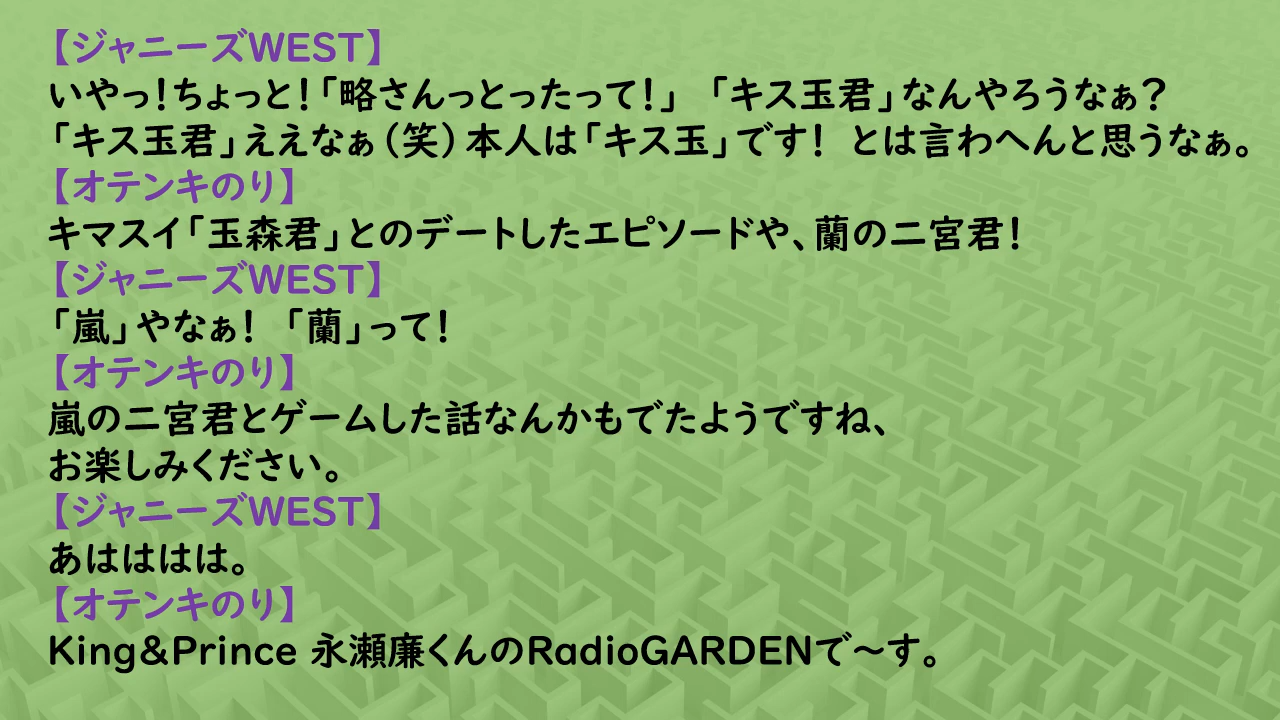 【ジャニーズWEST】
いやっ！ちょっと！「略さんっとったって！」 「キス玉君」なんやろうなぁ？
「キス玉君」ええなぁ（笑）本人は「キス玉」です！ とは言わへんと思うなぁ。
【オテンキのり】
キマスイ「玉森君」とのデートしたエピソードや、蘭の二宮君！
【ジャニーズWEST】
「嵐」やなぁ！ 「蘭」って！
【オテンキのり】
嵐の二宮君とゲームした話なんかもでたようですね、
お楽しみください。
【ジャニーズWEST】
あはははは。
【オテンキのり】
King&Prince 永瀬廉くんのRadioGARDENで～す。